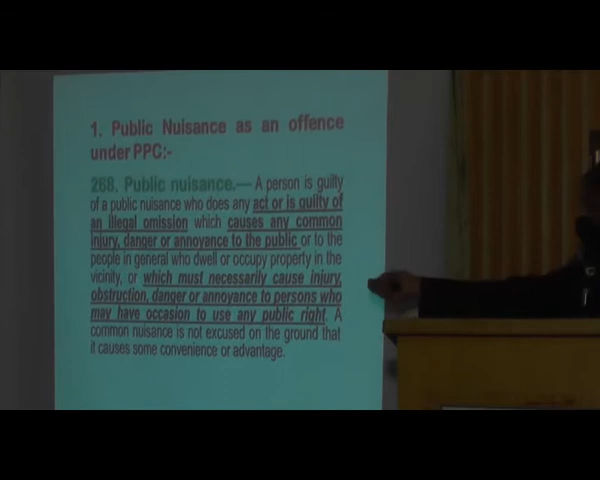 1. Public Nuisance as an offence
under PPC:-
268. Public nuisance.— A person is guilty
of a public nuisance who does any act or is guilty of
an illegal omission which causes any common
injury, danger or annoyance to the public or to the
people in general who dwell or occupy property in the
vicinity, or which must necessarily cause injury,
obstruction, danger or annoyance to persons who
may have occasion to use any public right. A
common nuisance is not excused on the ground that
it causes some convenience or advantage.